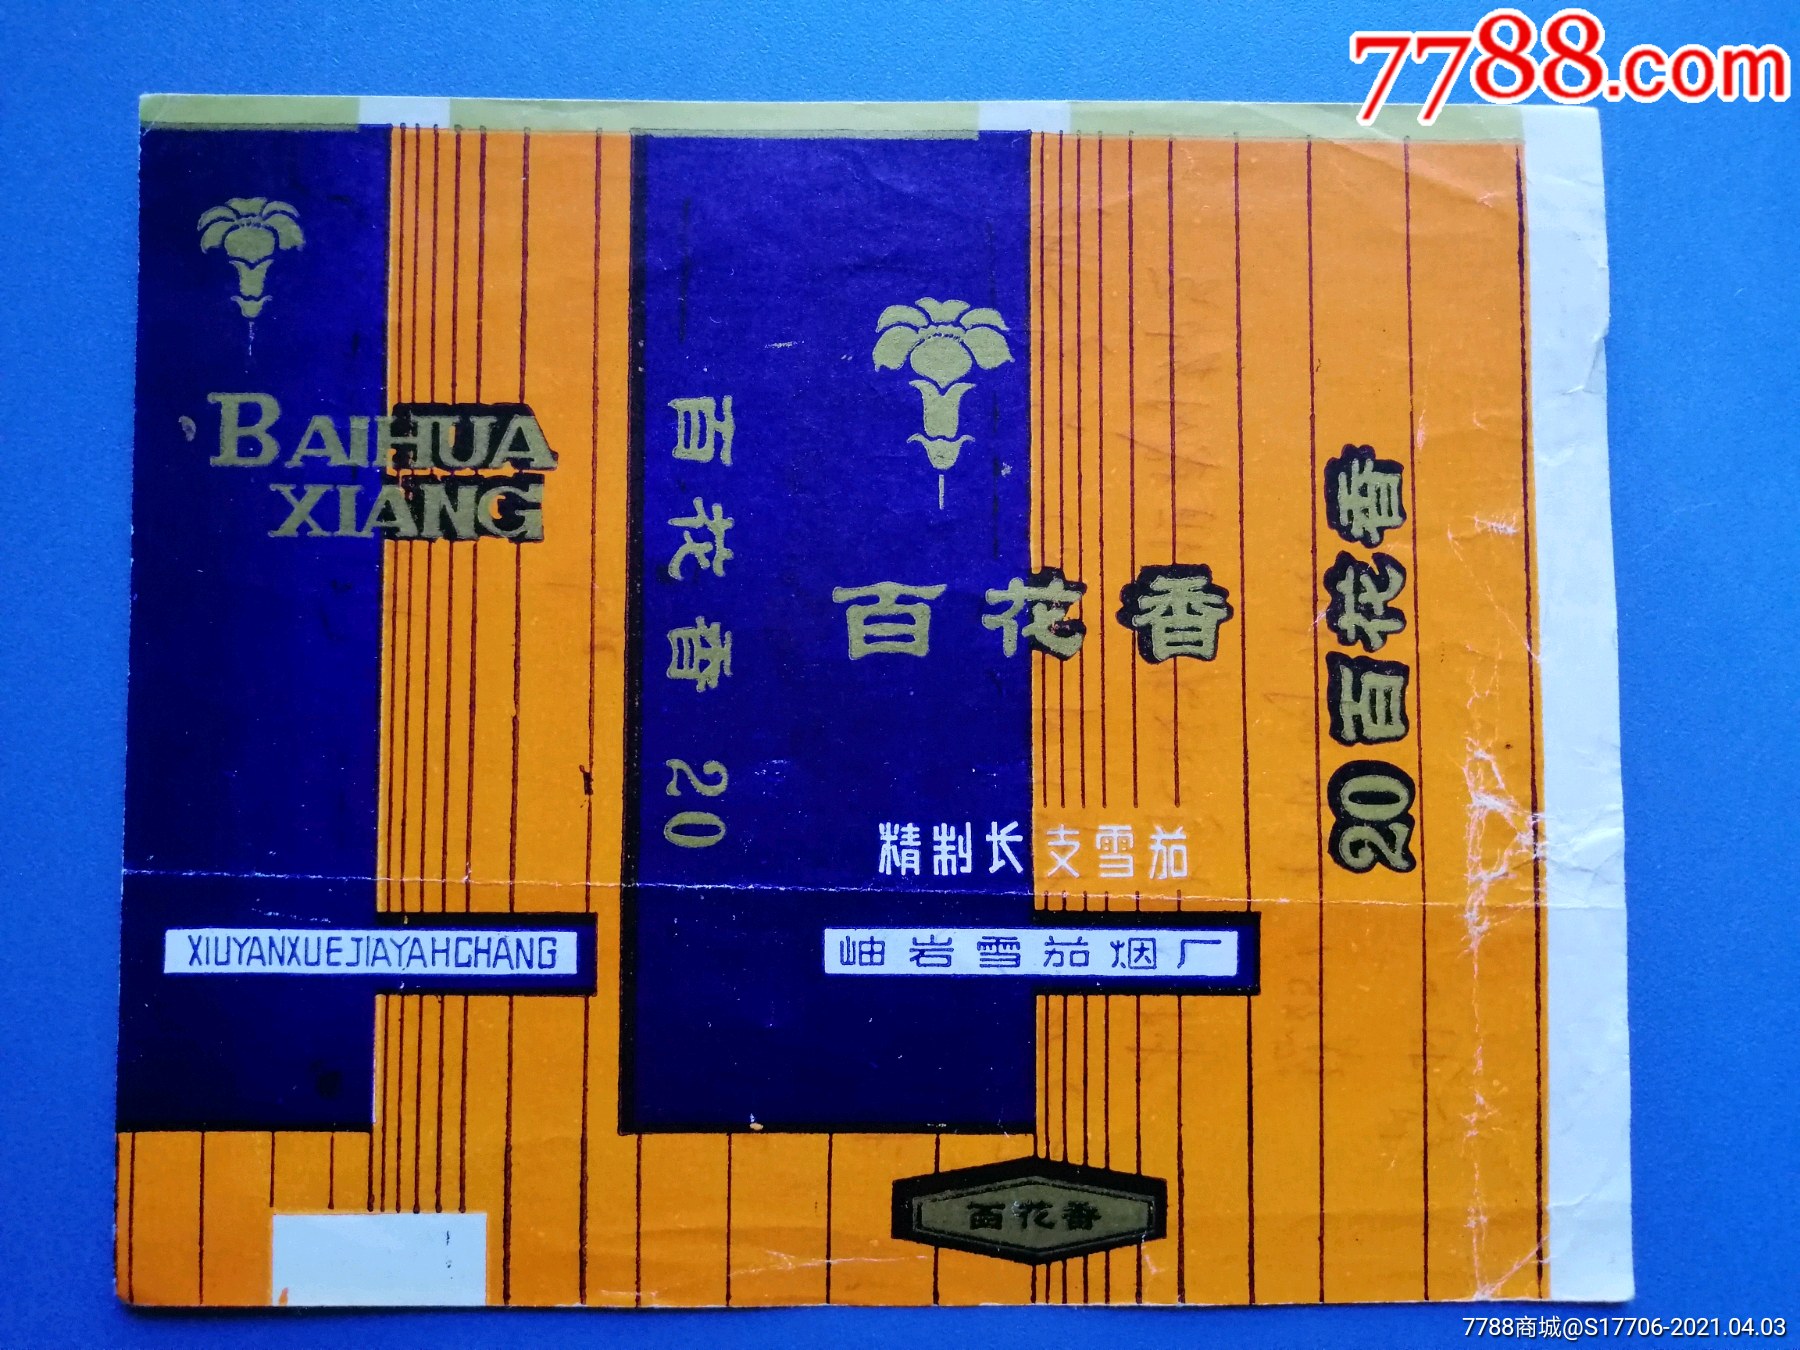 7788.com
BAIHUA
XIANG
XIUYANXUEJIAYAHCHANG
百花香 20
百花香
精制长支雪茄
岫岩雪茄烟厂
百花香
20百花香
7788商城@S17706-2021.04.03